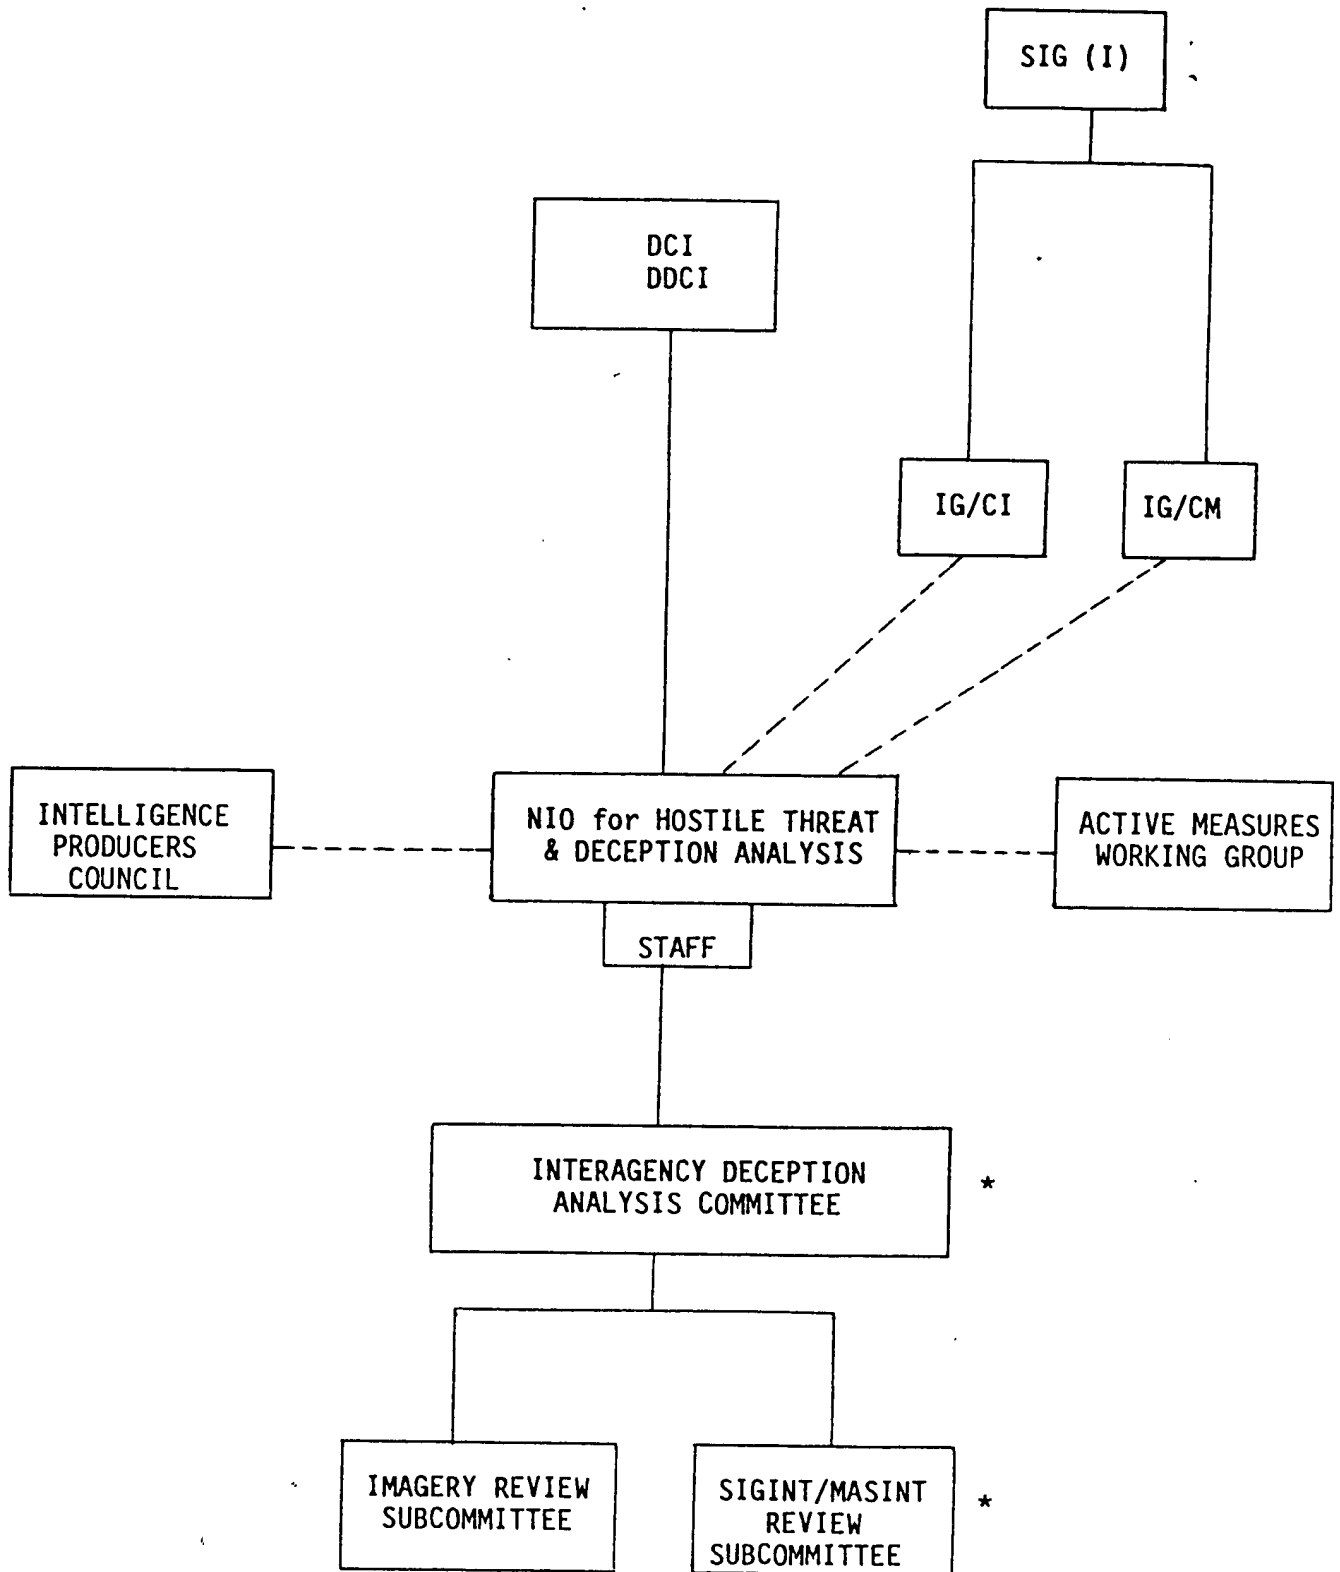 SIG (I)
DCI
DDCI
IG/CI
IG/CM
INTELLIGENCE
PRODUCERS
COUNCIL
NIO for HOSTILE THREAT
& DECEPTION ANALYSIS
ACTIVE MEASURES
WORKING GROUP
STAFF
INTERAGENCY DECEPTION
ANALYSIS COMMITTEE
*
IMAGERY REVIEW
SUBCOMMITTEE
SIGINT/MASINT
REVIEW
SUBCOMMITTEE
*